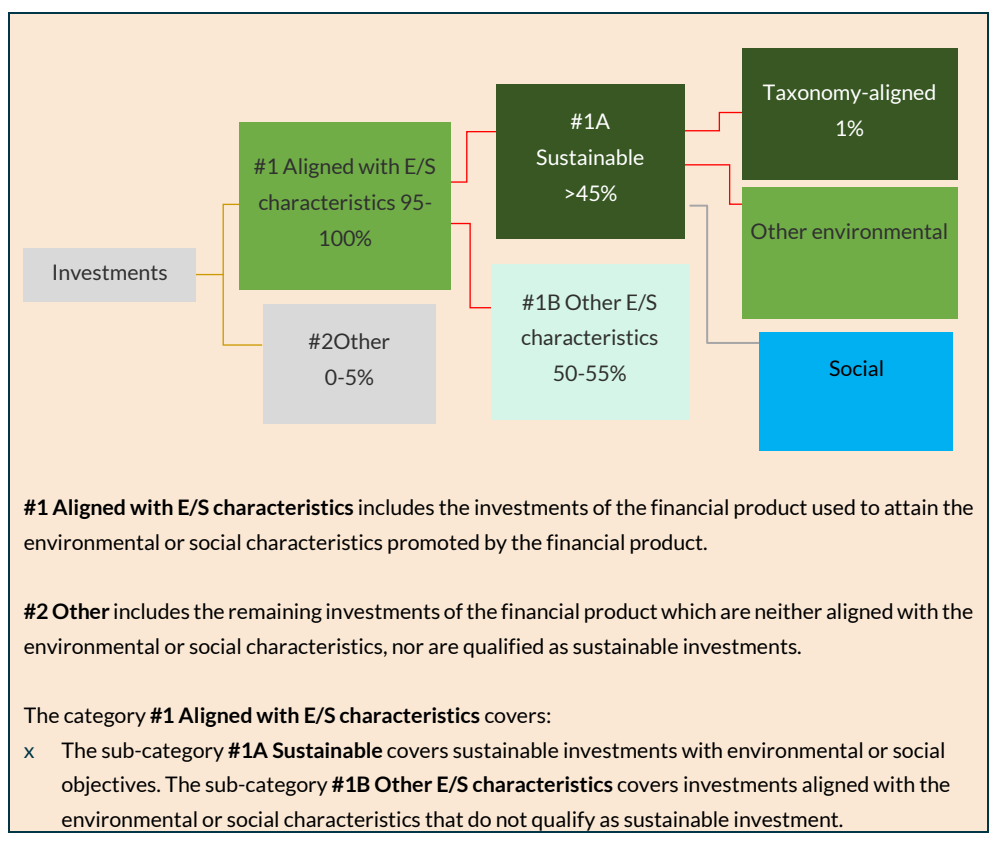 Investments
#1 Aligned with E/S
characteristics 95-
100%
#2Other
0-5%
#1A
Sustainable
>45%
#1B Other E/S
characteristics
50-55%
Taxonomy-aligned
1%
Other environmental
Social
#1 Aligned with E/S characteristics includes the investments of the financial product used to attain the
environmental or social characteristics promoted by the financial product.
#2 Other includes the remaining investments of the financial product which are neither aligned with the
environmental or social characteristics, nor are qualified as sustainable investments.
The category #1 Aligned with E/S characteristics covers:
x The sub-category #1A Sustainable covers sustainable investments with environmental or social
objectives. The sub-category #1B Other E/S characteristics covers investments aligned with the
environmental or social characteristics that do not qualify as sustainable investment.